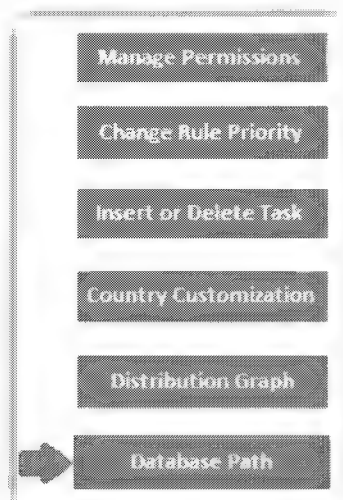 Manage Permissions
Change Rule Priority
Insert or Delete Task
Country Customization
Distribution Graph
Database Path